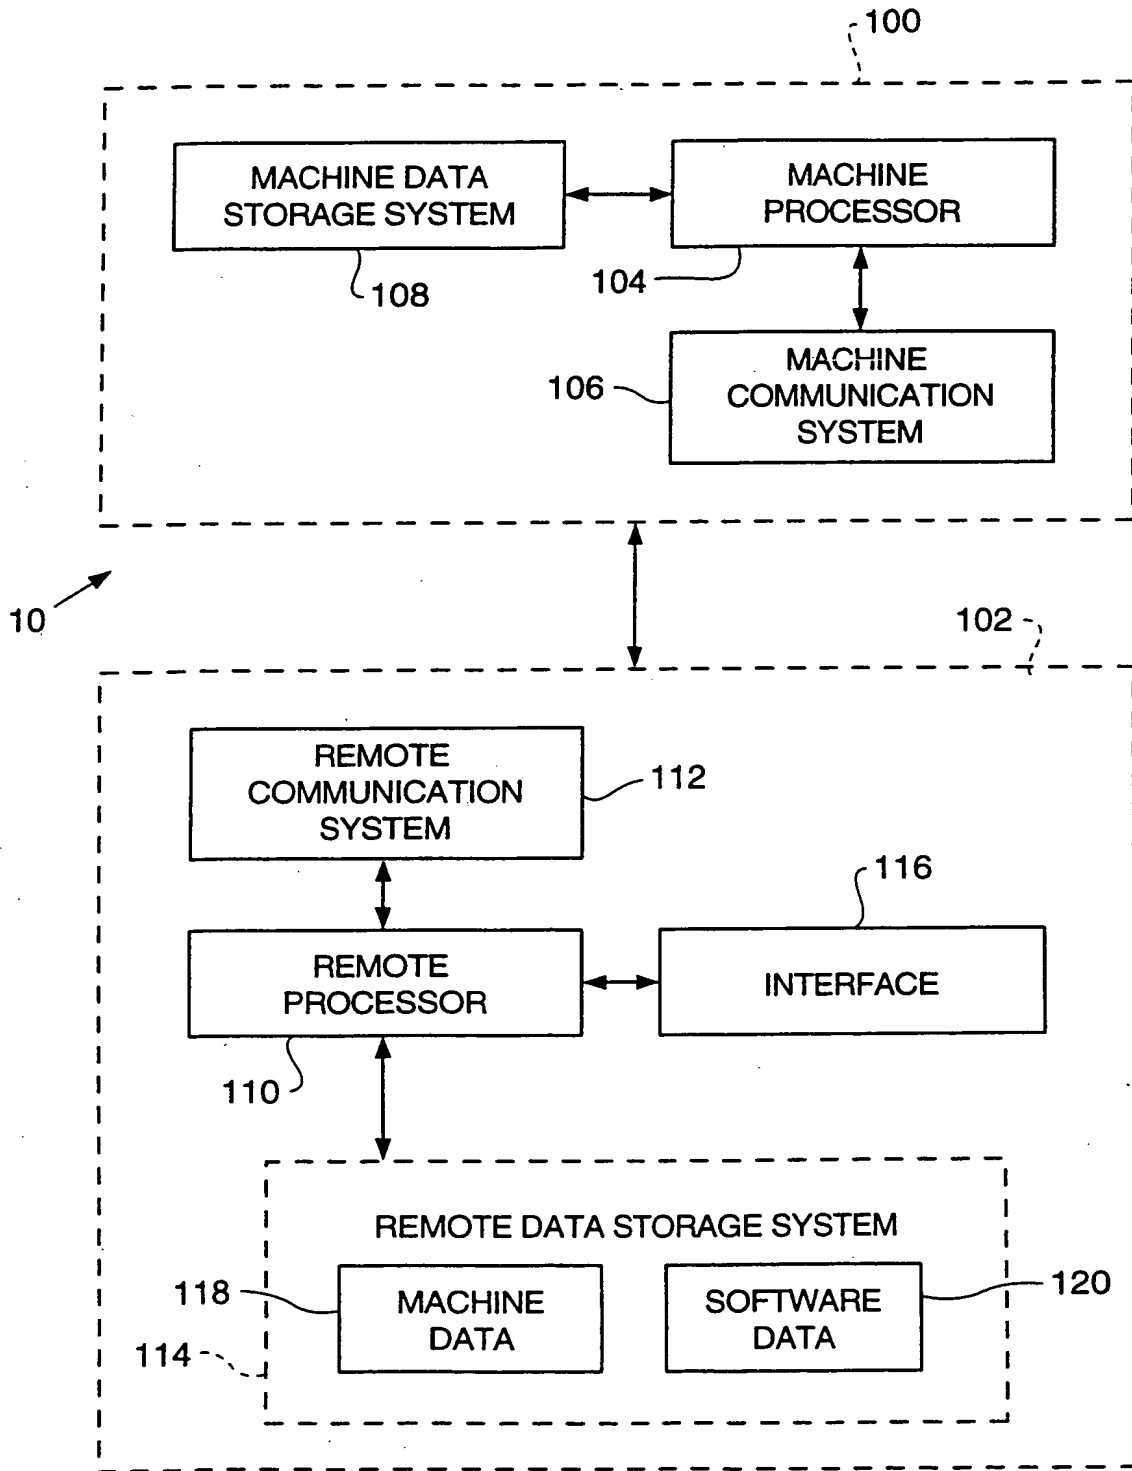 100
MACHINE DATA
STORAGE SYSTEM
108
MACHINE
PROCESSOR
104
MACHINE
COMMUNICATION
SYSTEM
106
10
102
REMOTE
COMMUNICATION
SYSTEM
112
116
REMOTE
PROCESSOR
INTERFACE
110
REMOTE DATA STORAGE SYSTEM
118
MACHINE
DATA
SOFTWARE
DATA
120
114